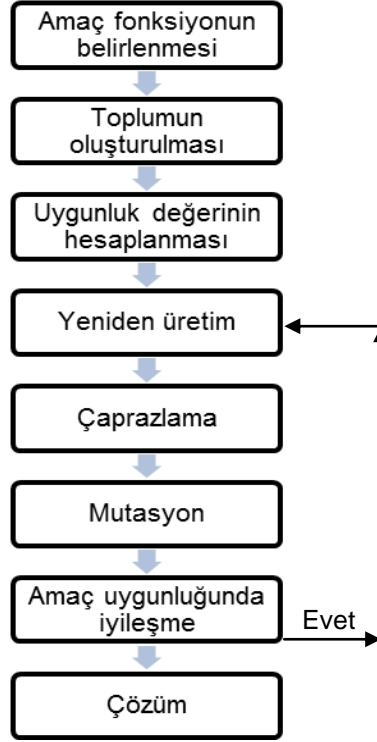 Amaç fonksiyonun
belirlenmesi
Toplumun
oluşturulması
Uygunluk değerinin
hesaplanması
Yeniden üretim
Çaprazlama
Mutasyon
Amaç uygunluğunda
iyileşme
Evet
Çözüm